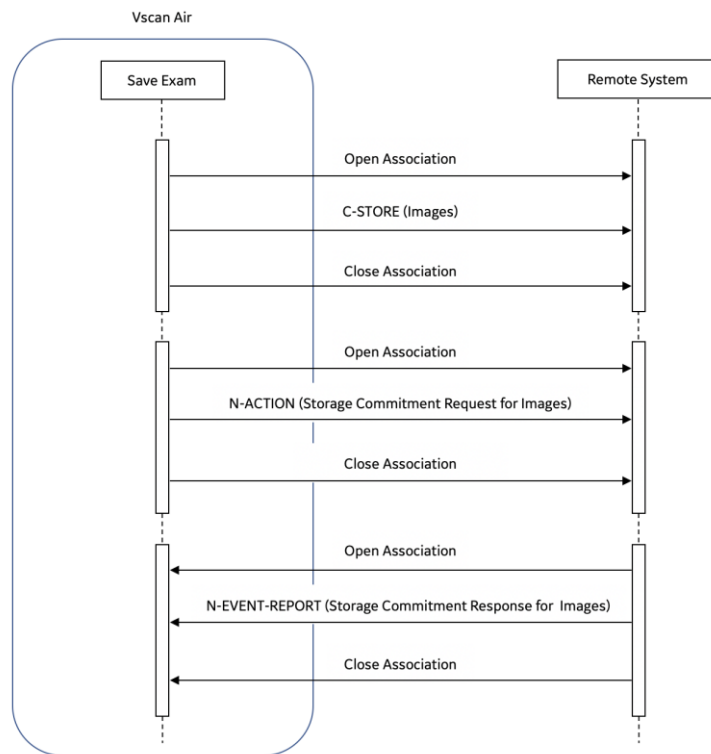 Vscan Air
Save Exam
Remote System
Open Association
C-STORE (Images)
Close Association
Open Association
N-ACTION (Storage Commitment Request for Images)
Close Association
Open Association
N-EVENT-REPORT (Storage Commitment Response for Images)
Close Association